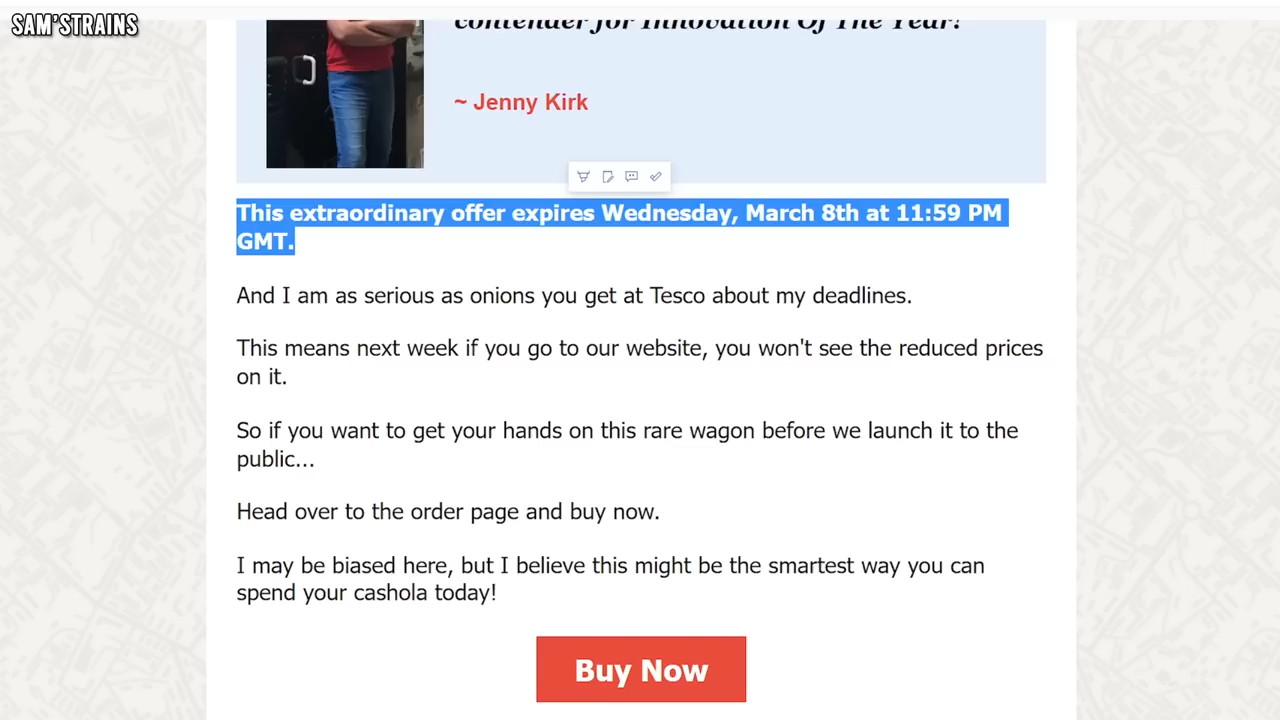 SAM'STRAINS
contender for Innovation Of The Year!
~ Jenny Kirk
This extraordinary offer expires Wednesday, March 8th at 11:59 PM
GMT.
And I am as serious as onions you get at Tesco about my deadlines.
This means next week if you go to our website, you won't see the reduced prices
on it.
So if you want to get your hands on this rare wagon before we launch it to the
public...
Head over to the order page and buy now.
I may be biased here, but I believe this might be the smartest way you can
spend your cashola today!
Buy Now